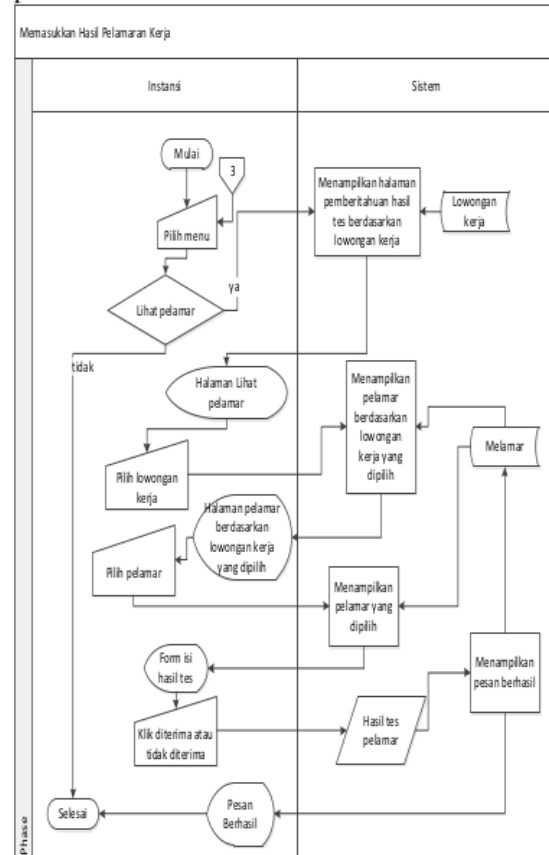 Memasukkan Hasil Pelamaran Kerja
Instansi
Sistem
Mulai
3
Pilih menu
Menampilkan halaman
pemberitahuan hasil
tes berdasarkan
lowongan kerja
Lowongan
kerja
Lihat pelamar
ya
tidak
Halaman Lihat
pelamar
Menampilkan
pelamar
berdasarkan
lowongan
kerja yang
dipilih
Melamar
Pilih lowongan
kerja
Halaman pelamar
berdasarkan
lowongan kerja
yang dipilih
Pilih pelamar
Menampilkan
pelamar yang
dipilih
Form isi
hasil tes
Menampilkan
pesan berhasil
Klik diterima atau
tidak diterima
Hasil tes
pelamar
Selesai
Pesan
Berhasil
Phase